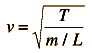 v = √(T / (m / L))